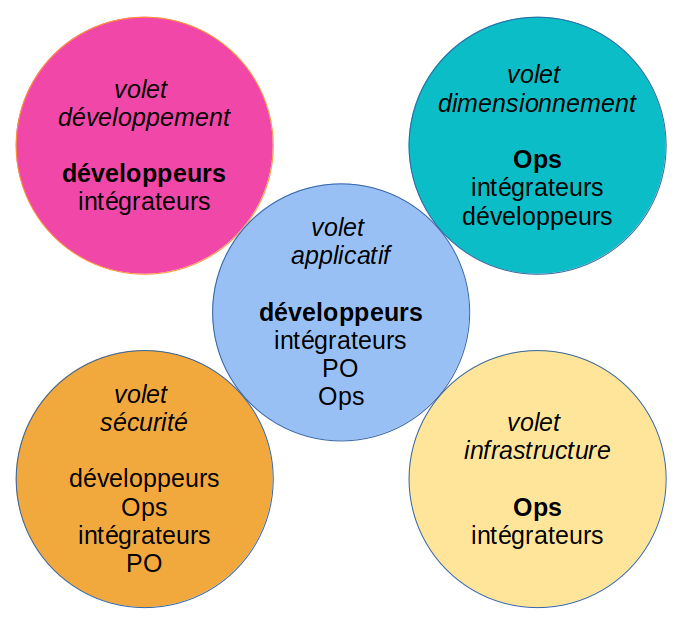 volet
développement
développeurs
intégrateurs
volet
dimensionnement
Ops
intégrateurs
développeurs
volet
applicatif
développeurs
intégrateurs
PO
Ops
volet
sécurité
développeurs
Ops
intégrateurs
PO
volet
infrastructure
Ops
intégrateurs